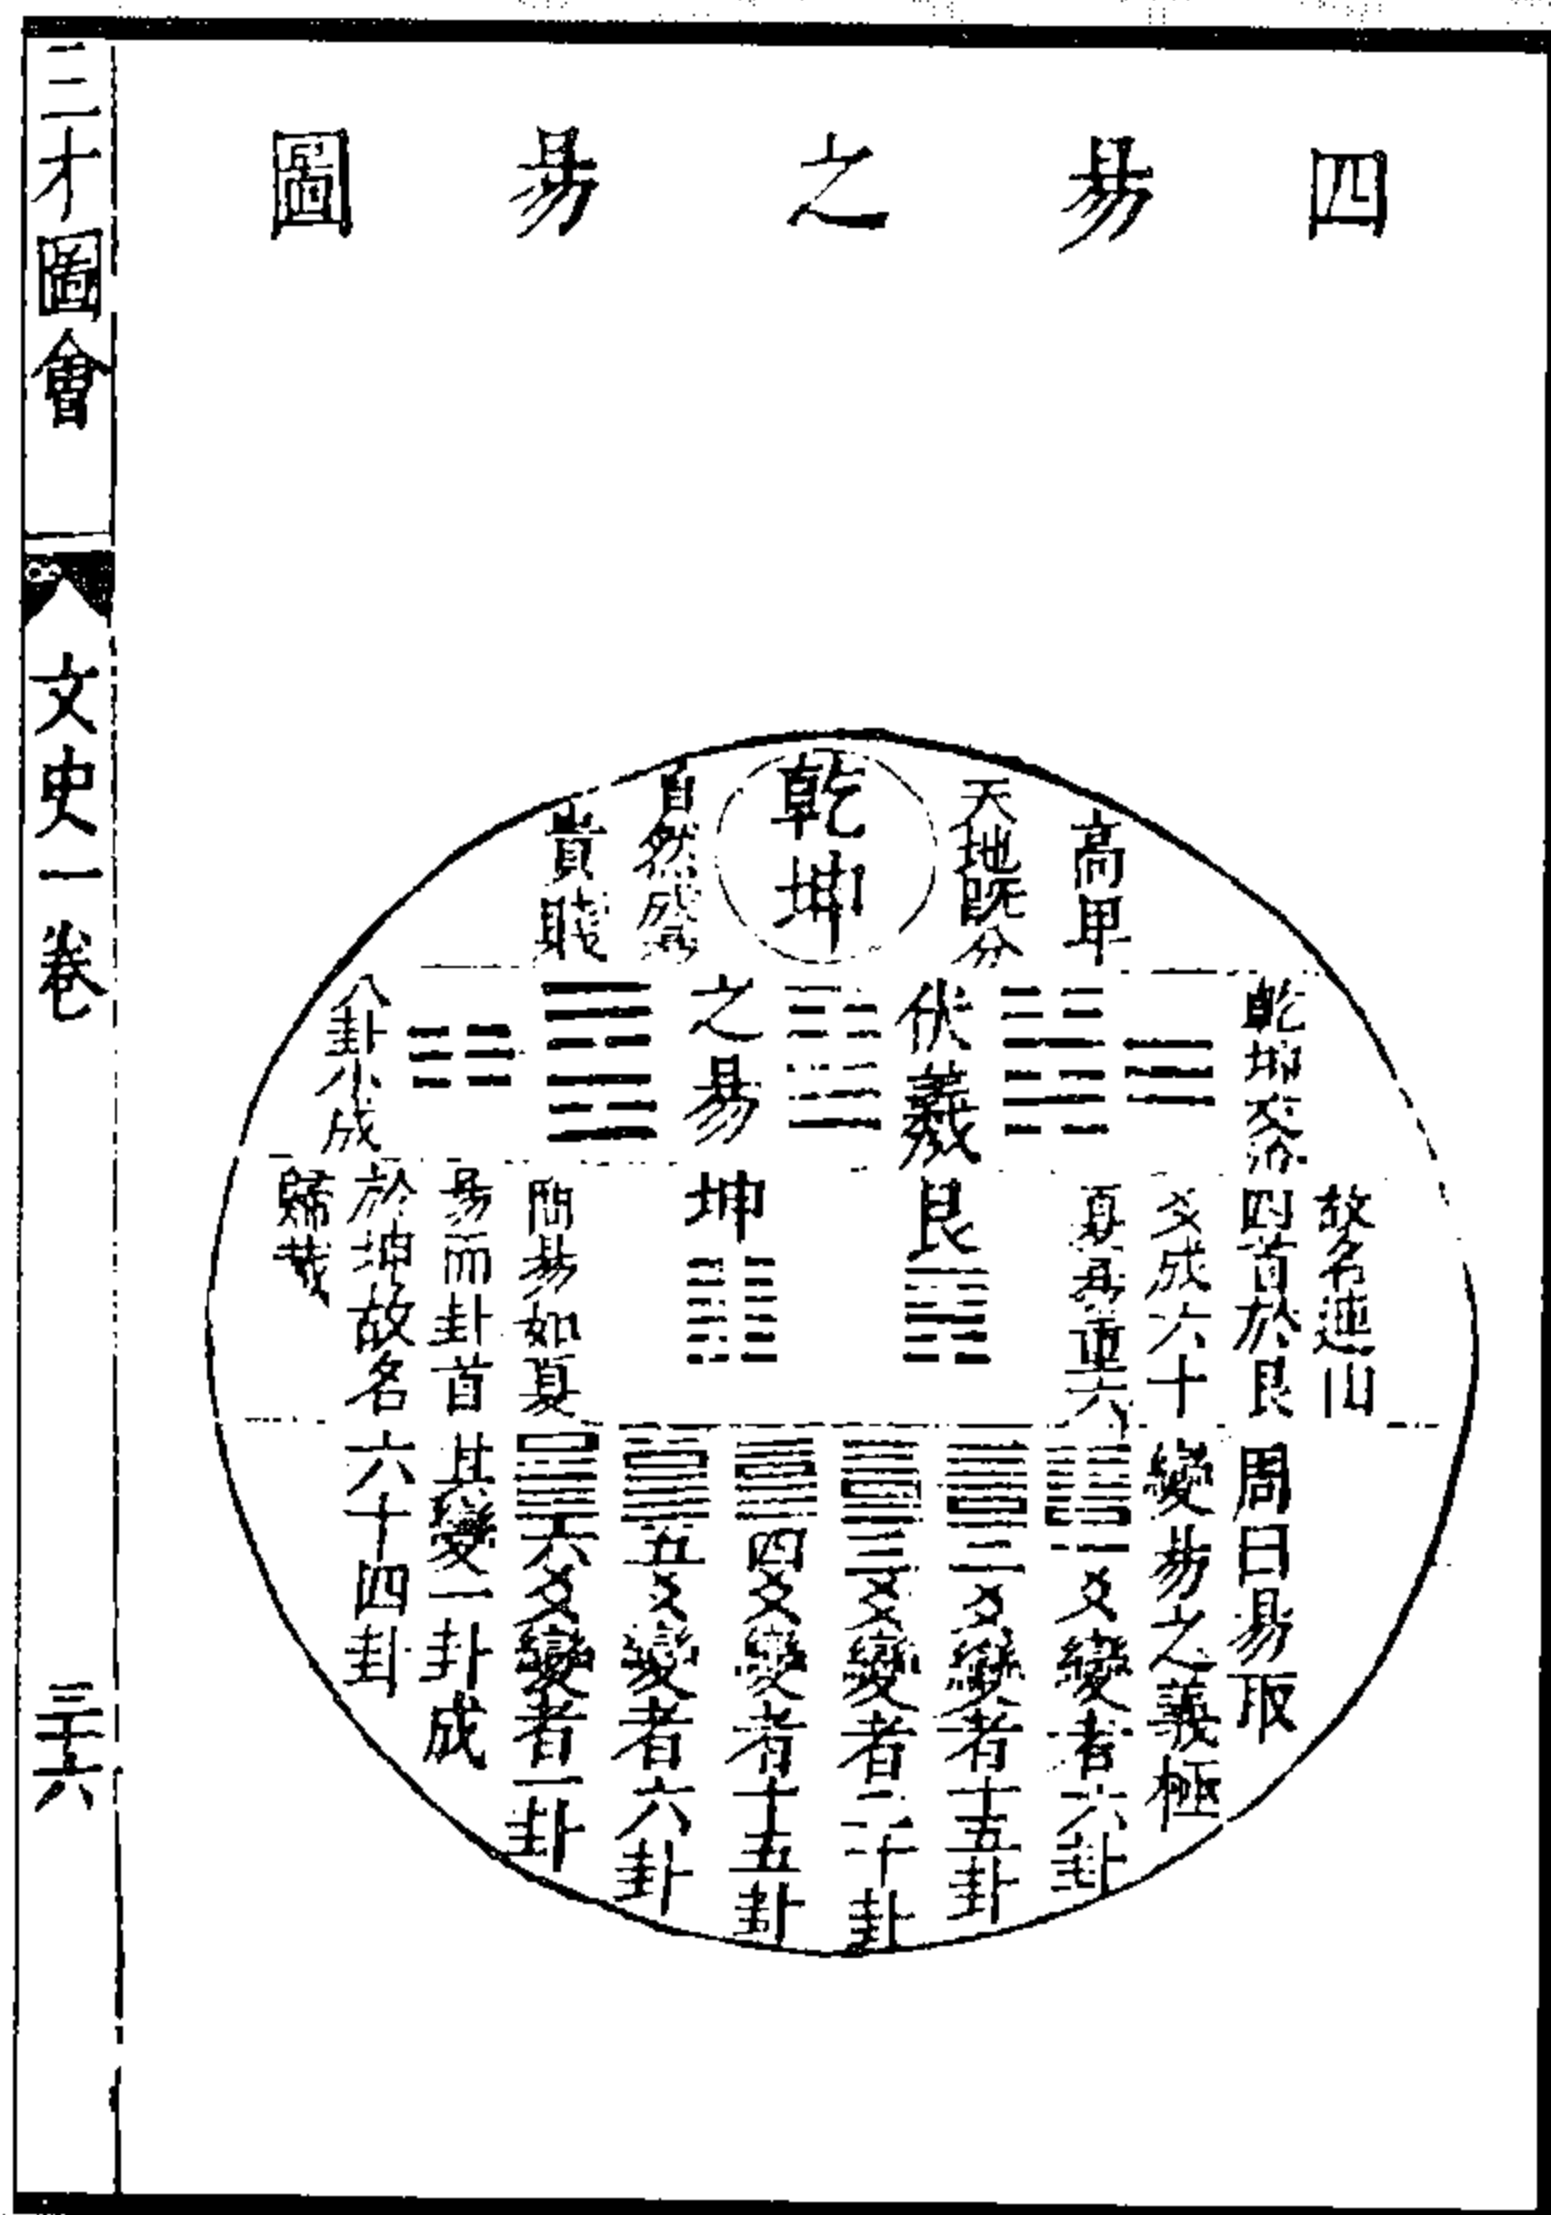 四易之易圖
高卑
天地旣分
乾坤
自然成易
貴賤
乾坤交治
伏羲
之易
八卦小成
故名連山
四首於艮
爻成六十
夏易重六
艮
坤
商易如夏
易而卦首
於坤故名
歸藏
周曰易取
變易之義極
一爻變者六卦
二爻變者十五卦
三爻變者二十卦
四爻變者十五卦
五爻變者六卦
六爻變者一卦
其變一卦成
六十四卦
三才圖會
文史一卷
三十六